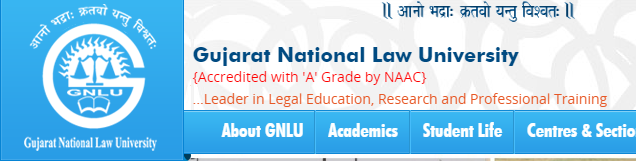 ॥ आनो भद्राः क्रतवो यन्तु विश्वतः ॥
आनो भद्राः क्रतवो यन्तु विश्वतः
GNLU
Gujarat National Law University
Gujarat National Law University
{Accredited with 'A' Grade by NAAC}
...Leader in Legal Education, Research and Professional Training
About GNLU Academics Student Life Centres & Sectio